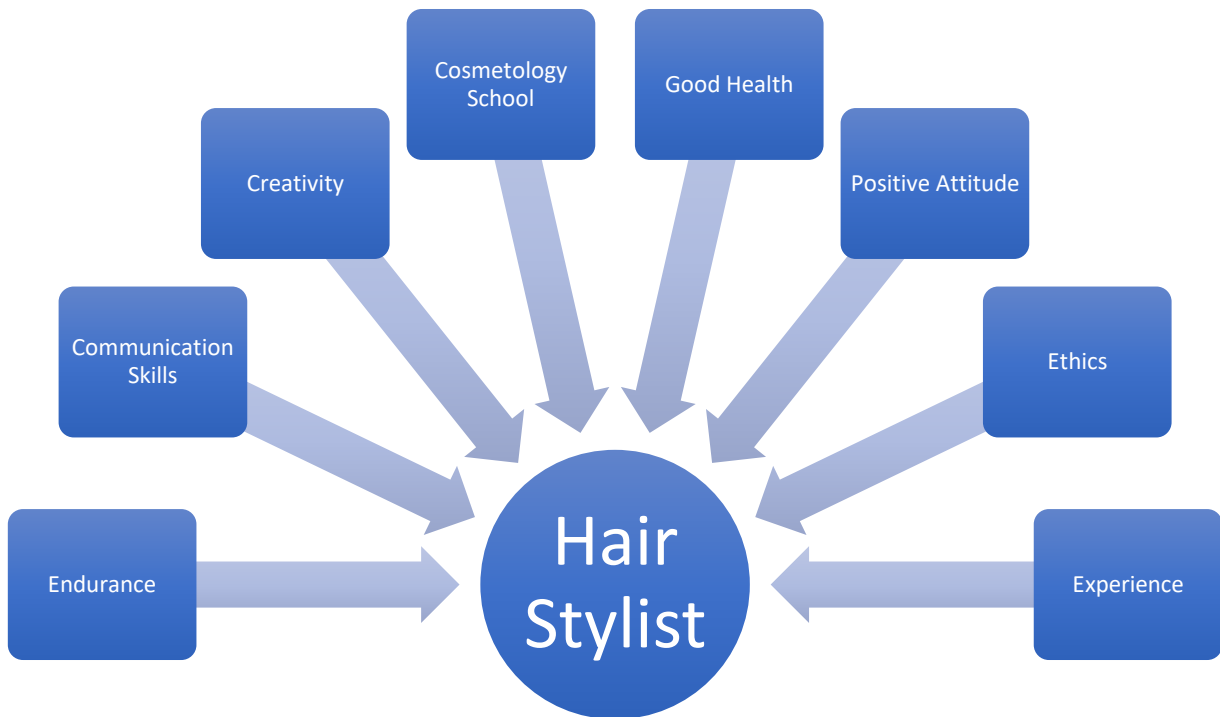 Cosmetology
School
Good Health
Creativity
Positive Attitude
Communication
Skills
Ethics
Endurance
Hair
Stylist
Experience